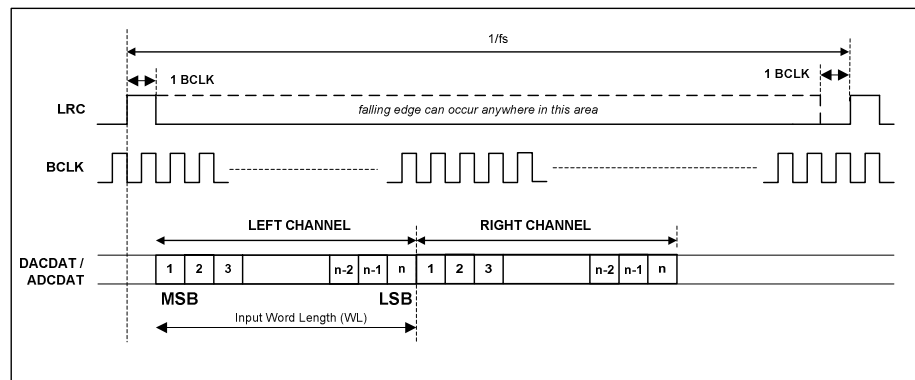 1/fs
1 BCLK
1 BCLK
LRC
falling edge can occur anywhere in this area
BCLK
LEFT CHANNEL
RIGHT CHANNEL
DACDAT /
ADCDAT
1 2 3 n-2 n-1 n 1 2 3 n-2 n-1 n
MSB LSB
Input Word Length (WL)